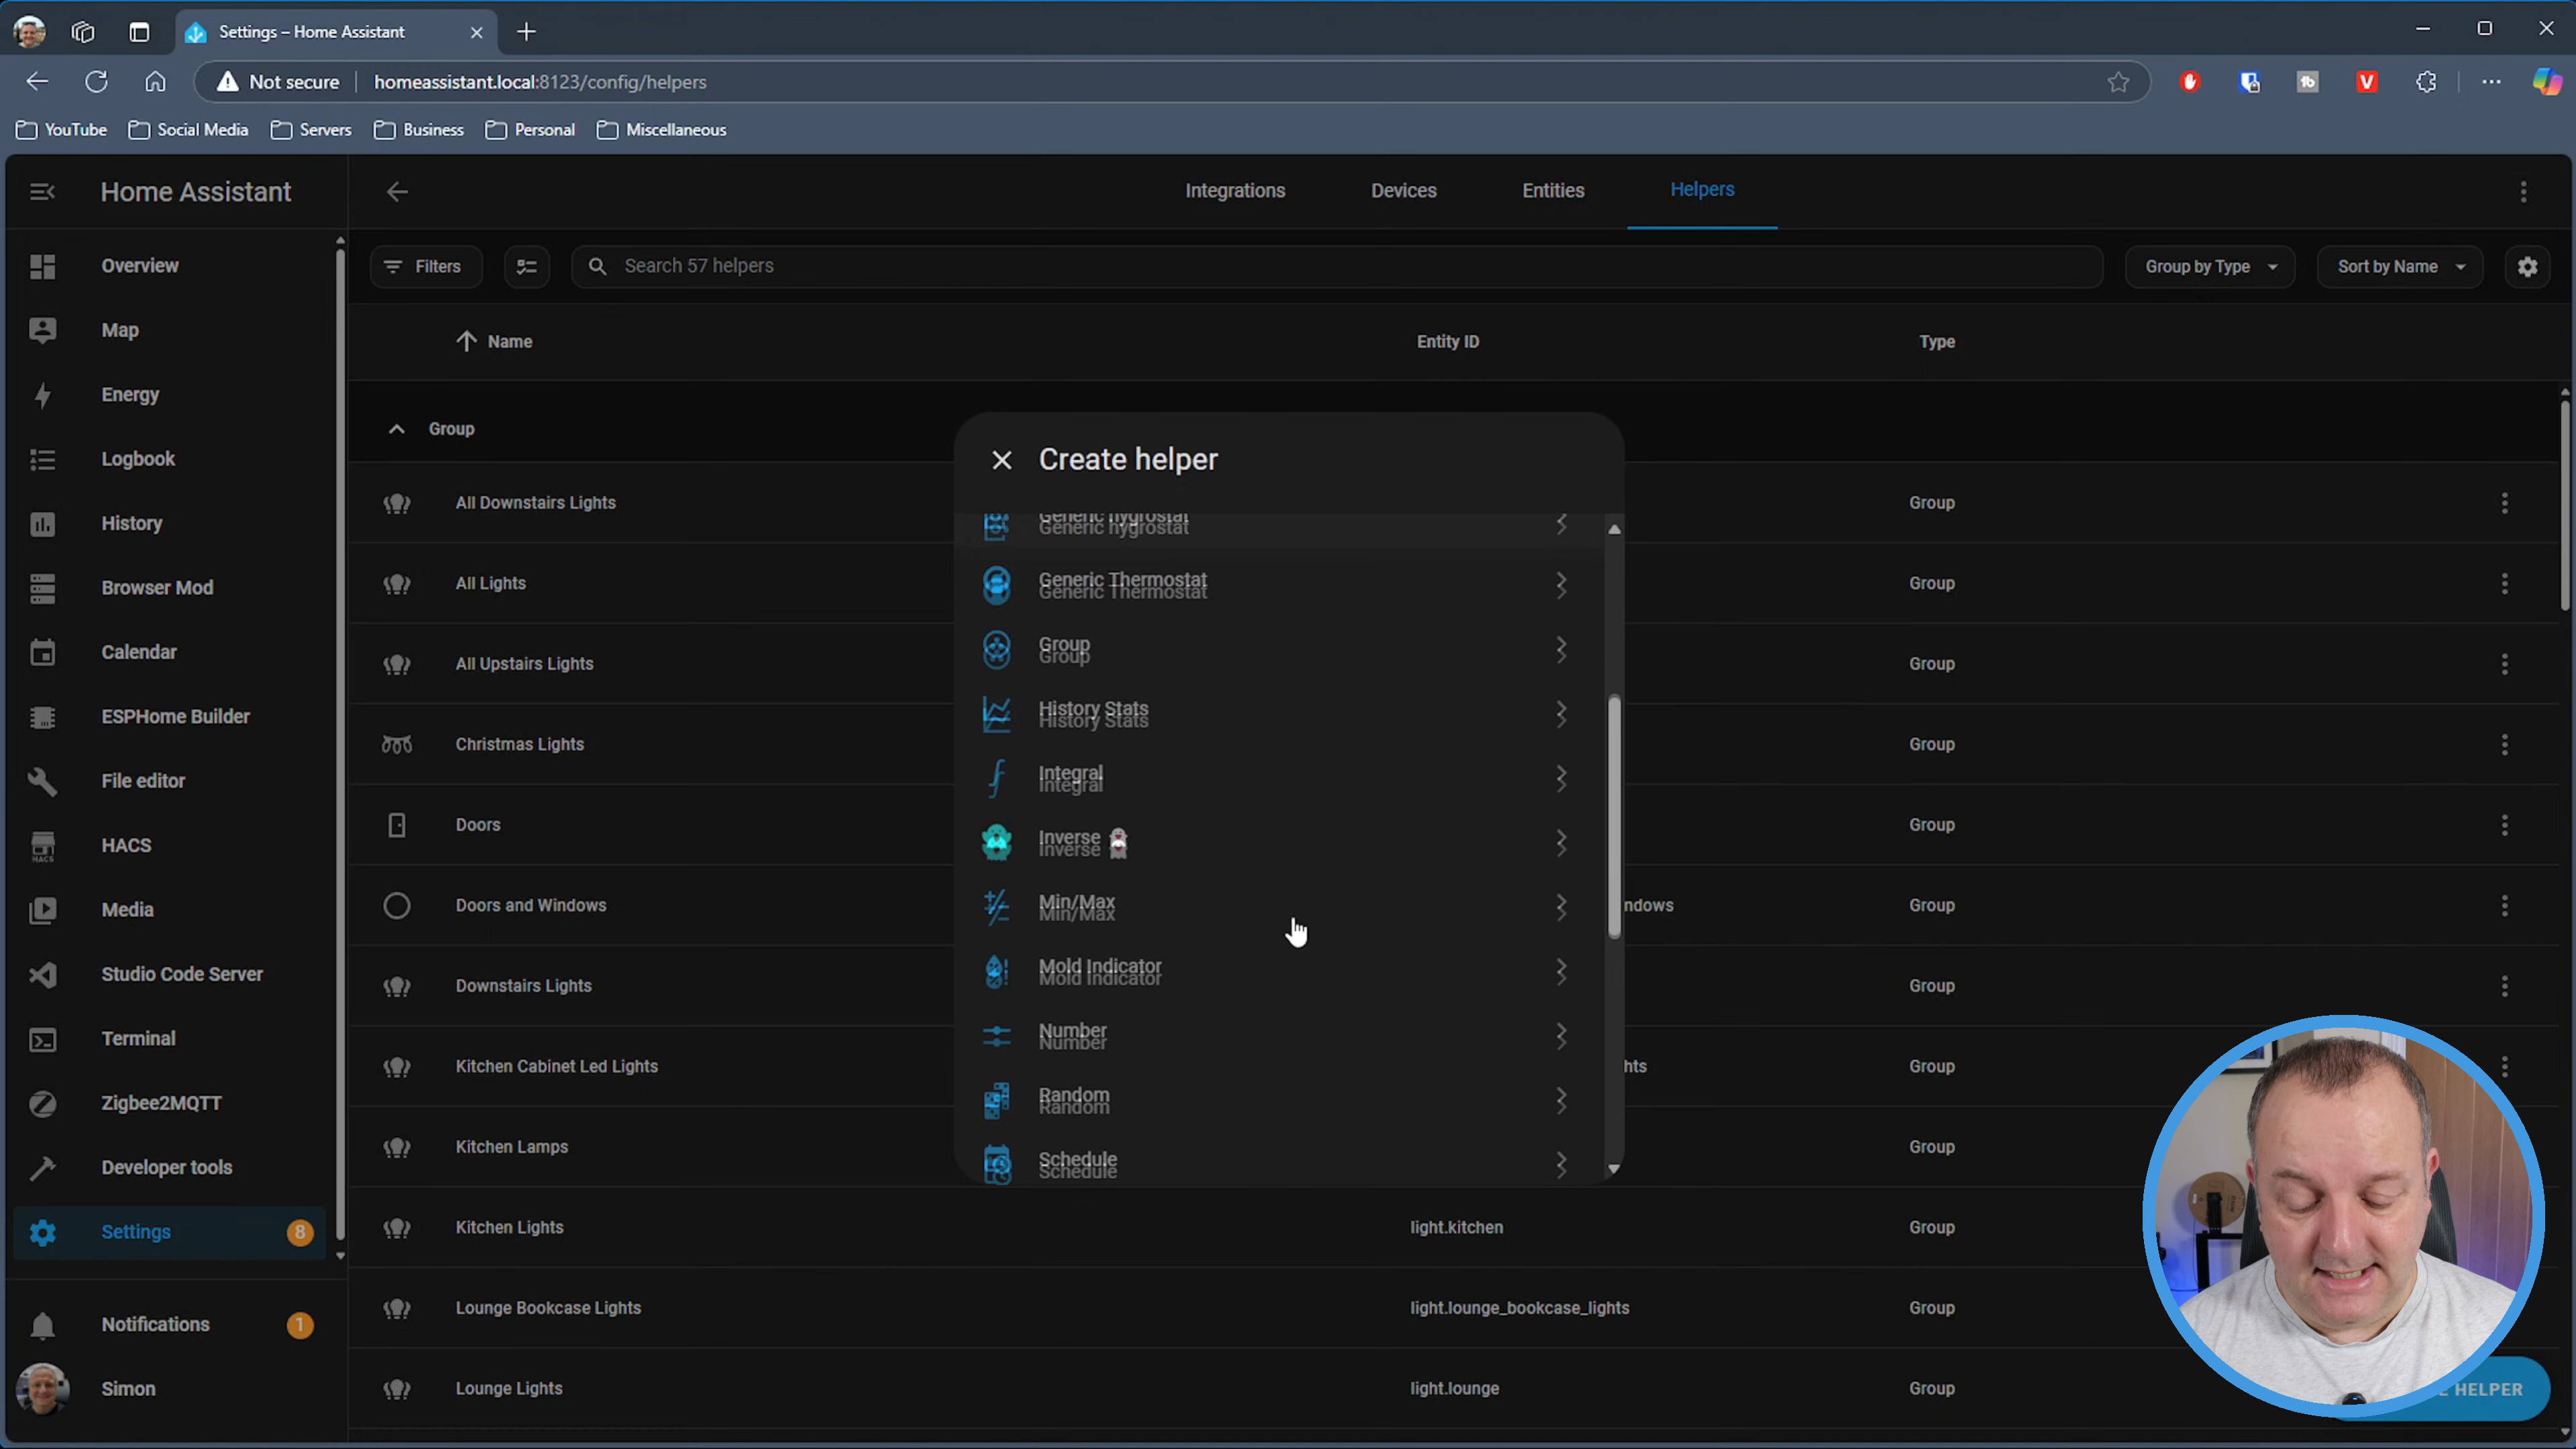 Settings – Home Assistant
Not secure
homeassistant.local:8123/config/helpers
YouTube
Social Media
Servers
Business
Personal
Miscellaneous
Home Assistant
Integrations
Devices
Entities
Helpers
Filters
Search 57 helpers
Group by Type
Sort by Name
Name
Entity ID
Type
Overview
Map
Energy
Logbook
History
Browser Mod
Calendar
ESPHome Builder
File editor
HACS
HACS
Media
Studio Code Server
Terminal
Zigbee2MQTT
Developer tools
Settings
8
Notifications
1
Simon
Group
All Downstairs Lights
Group
All Lights
Group
All Upstairs Lights
Group
Christmas Lights
Group
Doors
Group
Doors and Windows
ndows
Group
Downstairs Lights
Group
Kitchen Cabinet Led Lights
hts
Group
Kitchen Lamps
Group
Kitchen Lights
light.kitchen
Group
Lounge Bookcase Lights
light.lounge_bookcase_lights
Group
Lounge Lights
light.lounge
Group
Create helper
Generic hygrostat
Generic Thermostat
Group
History Stats
Integral
Inverse
Min/Max
Mold Indicator
Number
Random
Schedule
HELPER